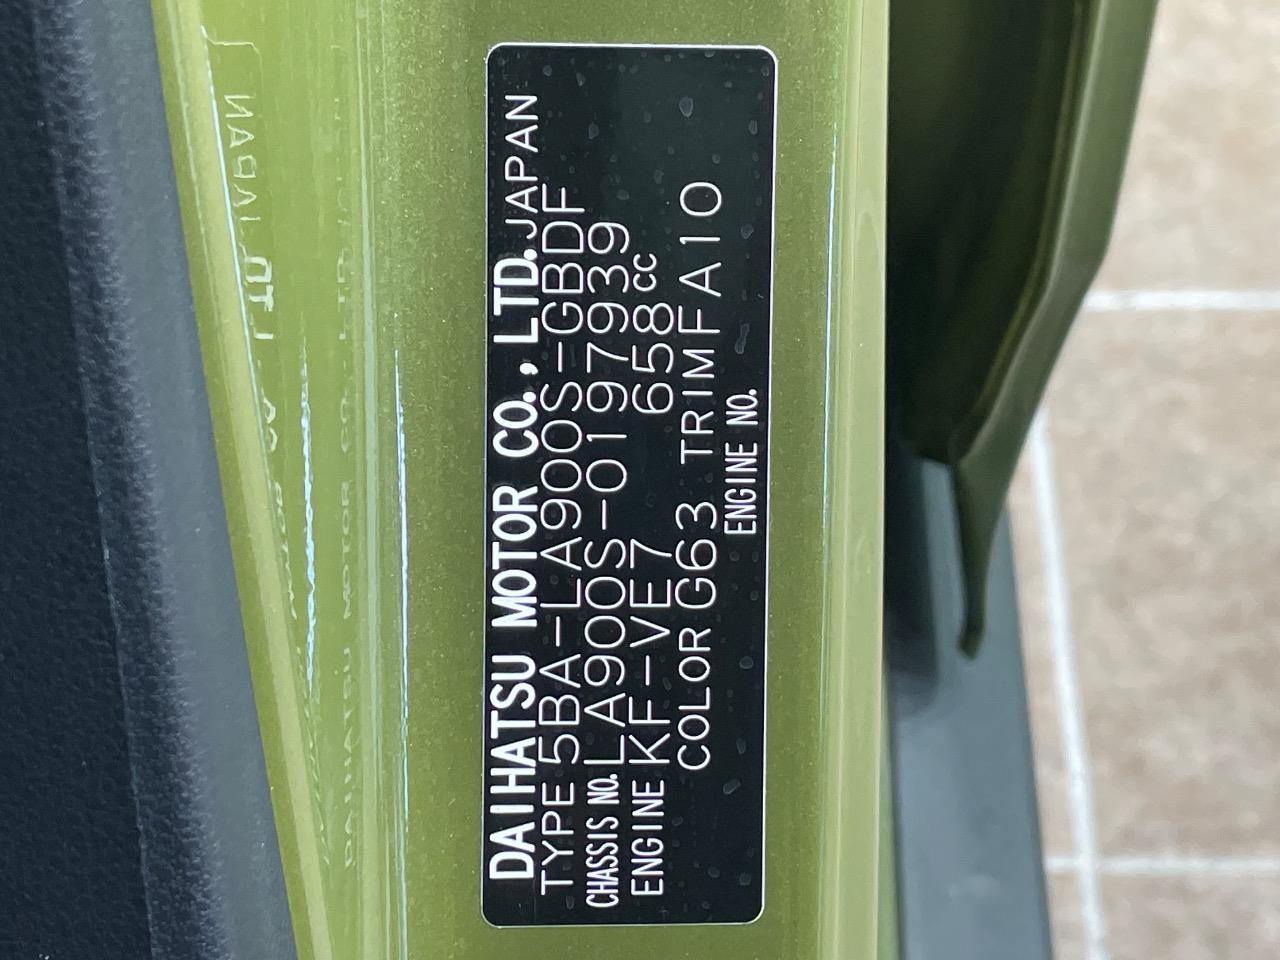 DAIHATSU MOTOR CO., LTD. JAPAN
TYPE 5BA-LA900S-GBDF
CHASSIS NO. LA900S-0197939
ENGINE KF-VE7 658cc
COLOR G63 TRIM FA10
ENGINE NO.